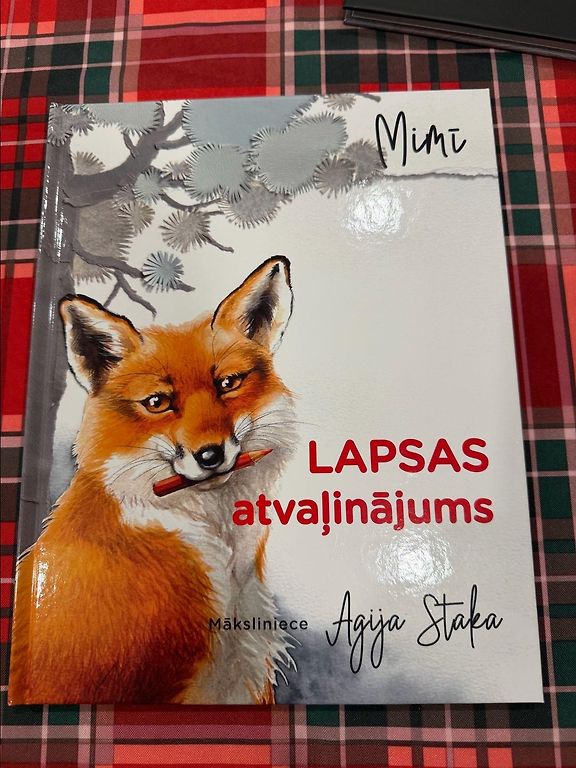 Mimī
LAPSAS
atvaļinājums
Māksliniece Agija Staka